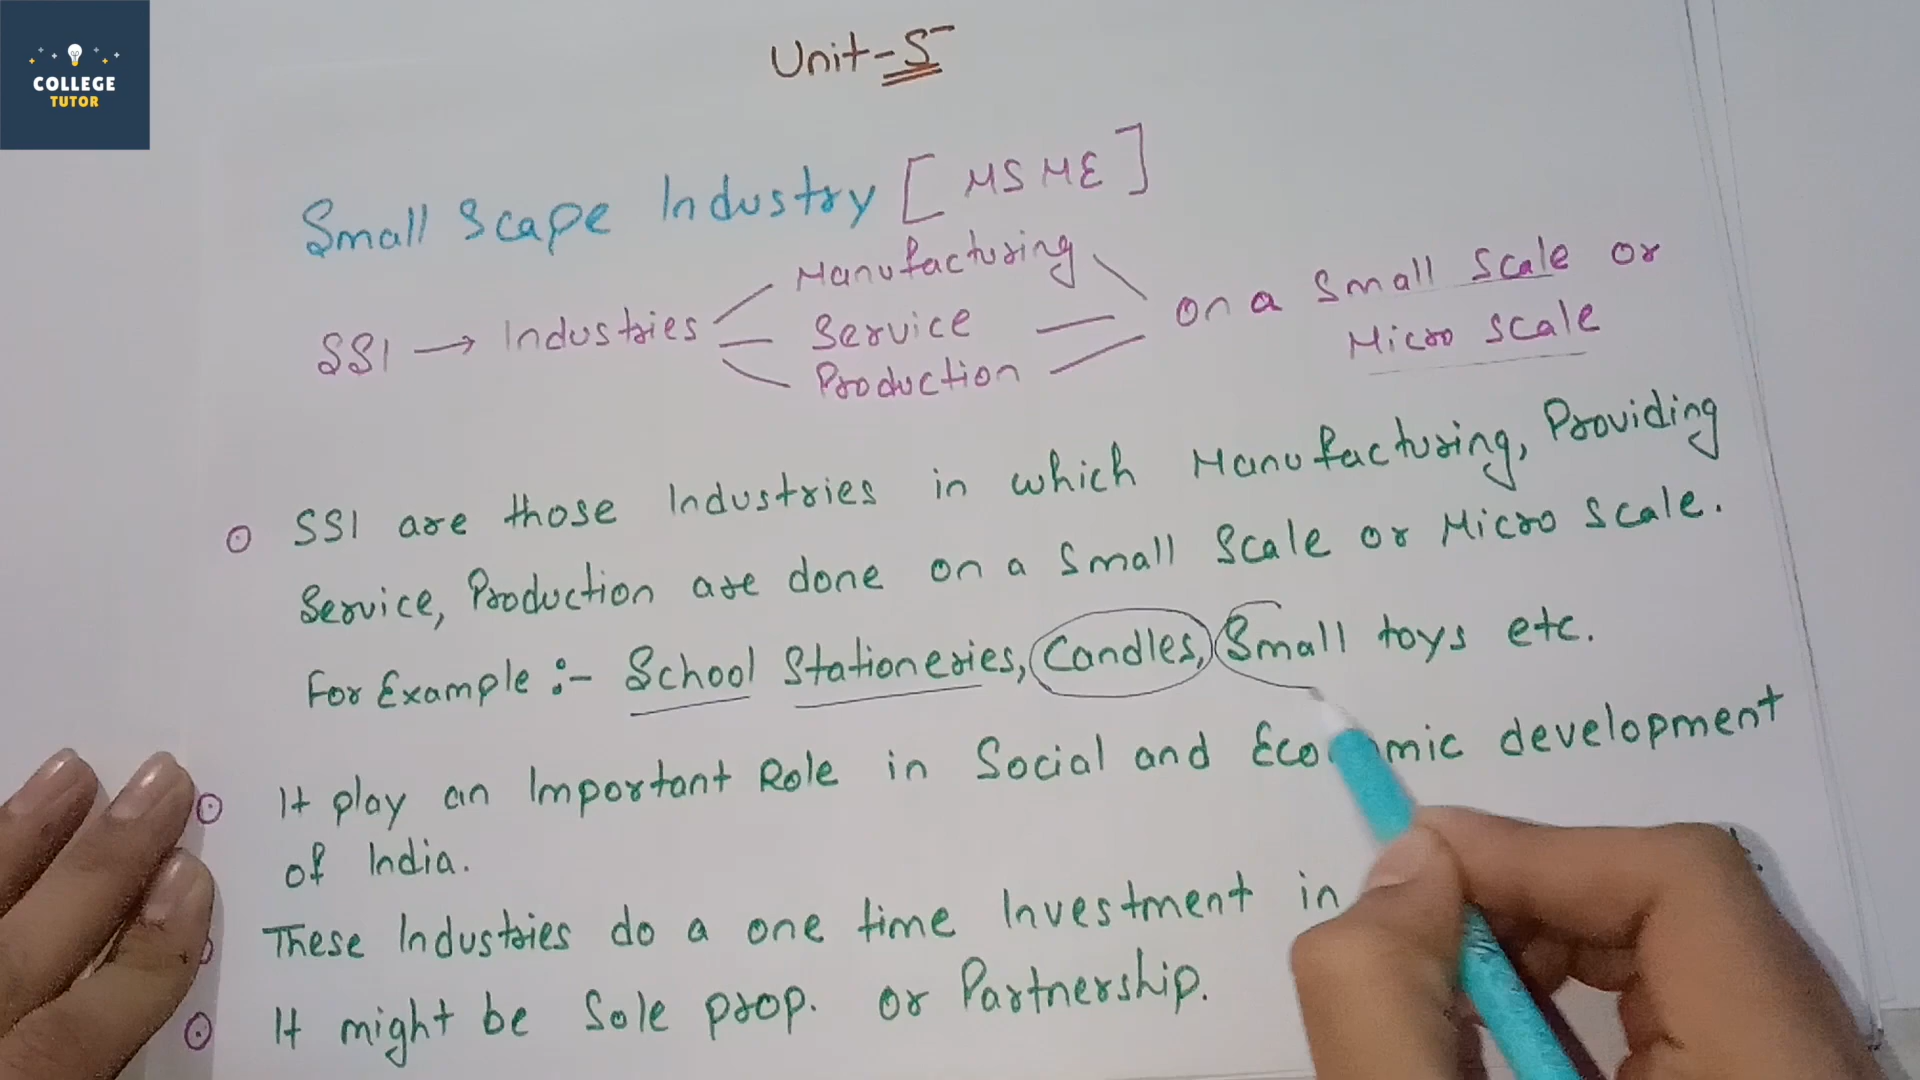 COLLEGE
TUTOR
Unit-5
Small Scape Industry [MSME]
SSI → Industries
Manufacturing
Service
Production
on a Small Scale or
Micro Scale
SSI are those Industries in which Manufacturing, Providing
Service, Production are done on a Small Scale or Micro Scale.
For Example :- School Stationeries, Candles, Small toys etc.
It play an Important Role in Social and Economic development
of India.
These Industries do a one time Investment in
It might be Sole prop. or Partnership.